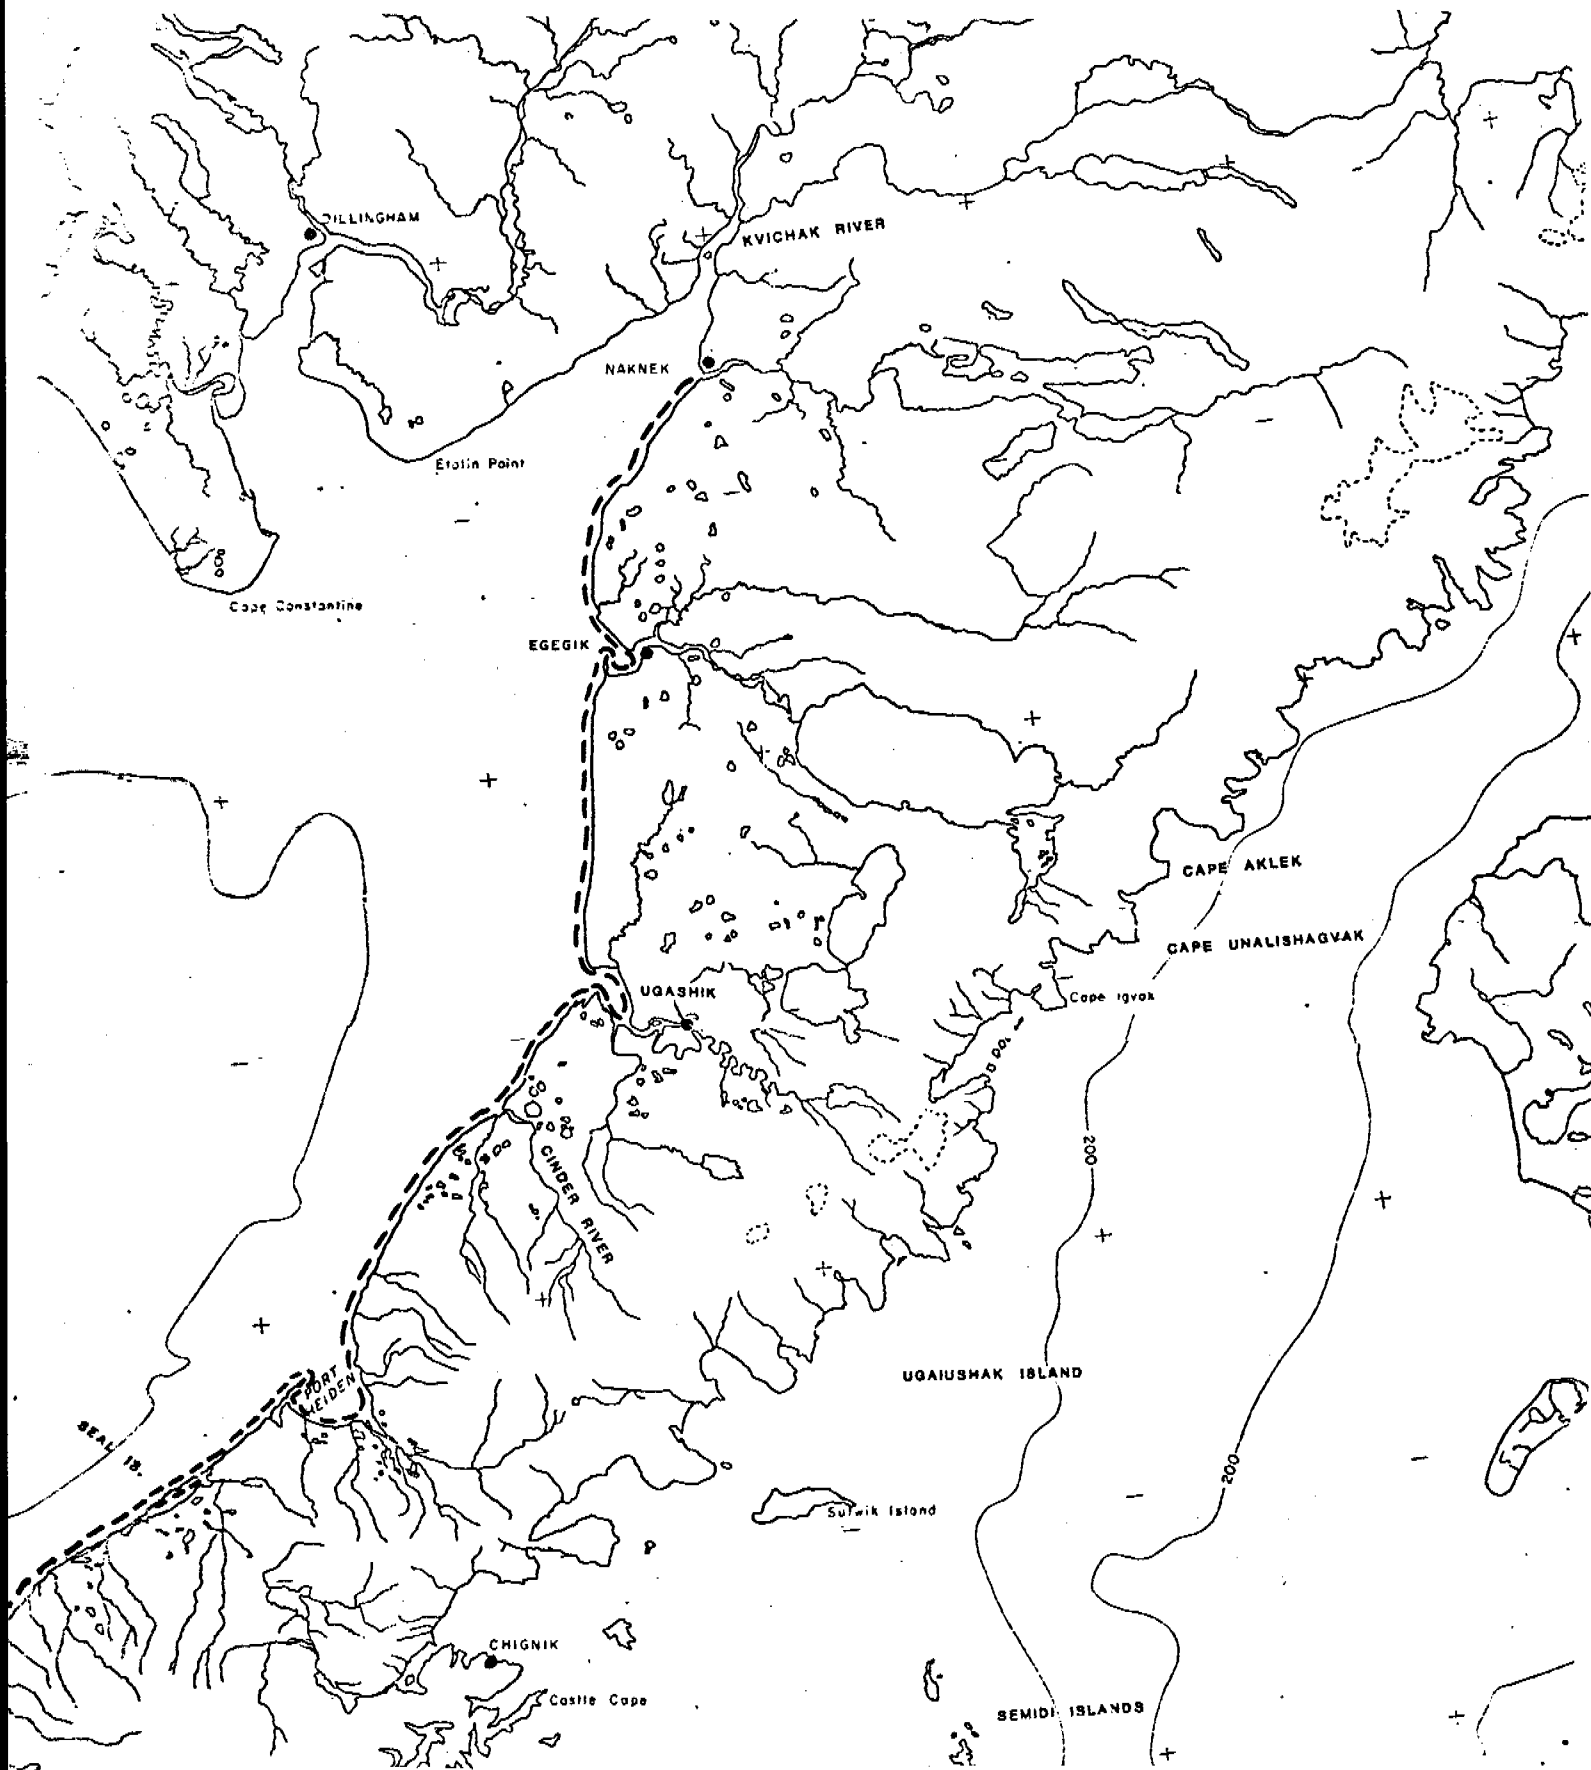 DILLINGHAM
KVICHAK RIVER
NAKNEK
Etolin Point
Cape Constantine
EGEGIK
CAPE AKLEK
CAPE UNALISHAGVAK
UGASHIK
Cape Igvak
200
CINDER RIVER
UGAIUSHAK ISLAND
PORT
HEIDEN
SEAL IS.
200
Sutwik Island
CHIGNIK
Castle Cape
SEMIDI ISLANDS